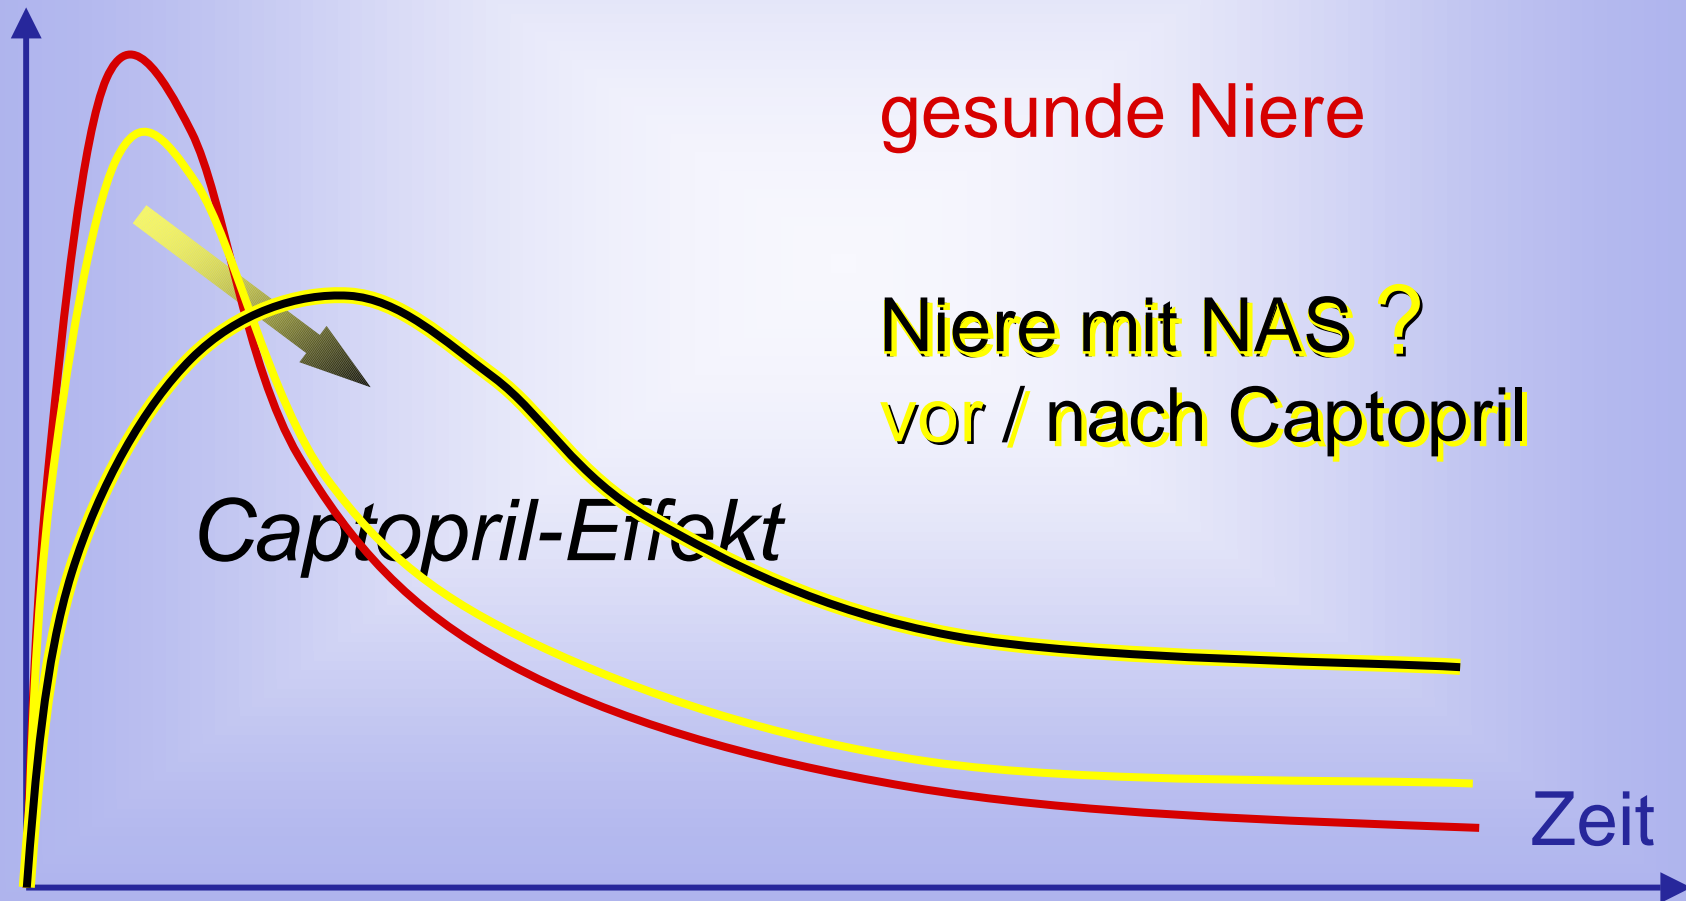 gesunde Niere
Niere mit NAS ?
vor / nach Captopril
Captopril-Effekt
Zeit